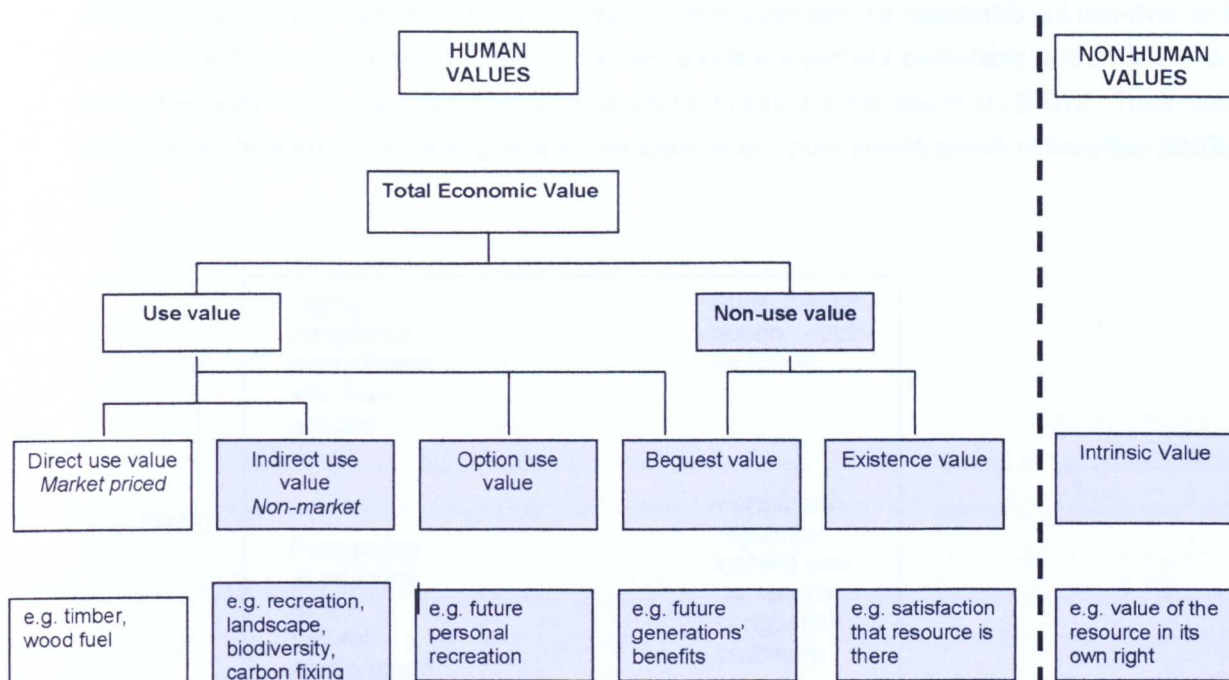 HUMAN
VALUES
NON-HUMAN
VALUES
Total Economic Value
Use value
Non-use value
Direct use value
Market priced
Indirect use
value
Non-market
Option use
value
Bequest value
Existence value
Intrinsic Value
e.g. timber,
wood fuel
e.g. recreation,
landscape,
biodiversity,
carbon fixing
e.g. future
personal
recreation
e.g. future
generations'
benefits
e.g. satisfaction
that resource is
there
e.g. value of the
resource in its
own right